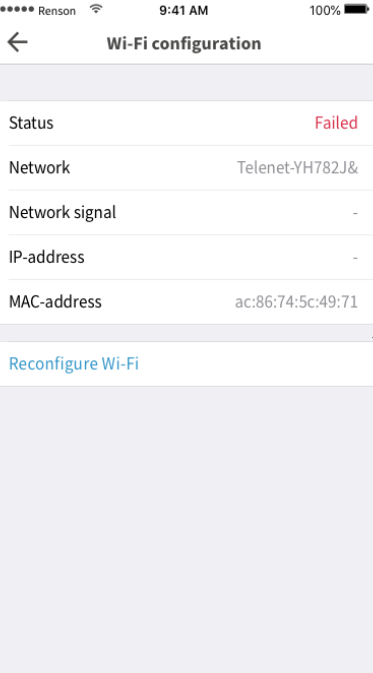 Renson 9:41 AM 100%
Wi-Fi configuration
Status Failed
Network Telenet-YH782J&
Network signal -
IP-address -
MAC-address ac:86:74:5c:49:71
Reconfigure Wi-Fi